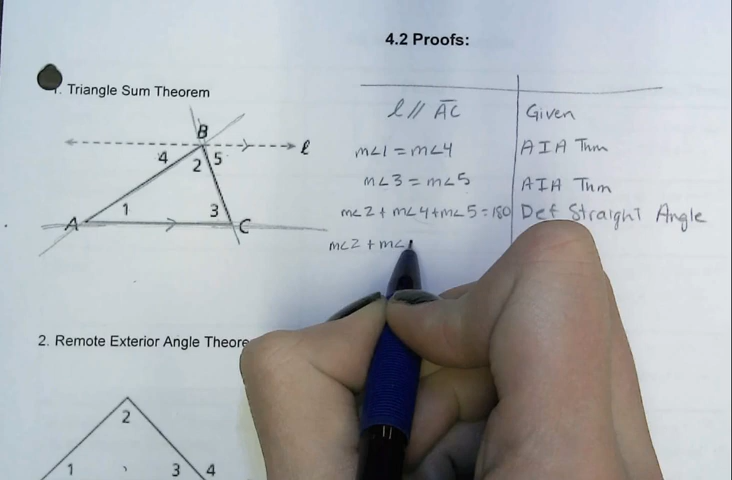 4.2 Proofs:
1. Triangle Sum Theorem
B
ℓ
4 2 5
A 1 3 C
ℓ // AC Given
m∠1 = m∠4 AIA Thm
m∠3 = m∠5 AIA Thm
m∠2 + m∠4 + m∠5 = 180 Def Straight Angle
m∠2 + m∠
2. Remote Exterior Angle Theore
2
1 3 4